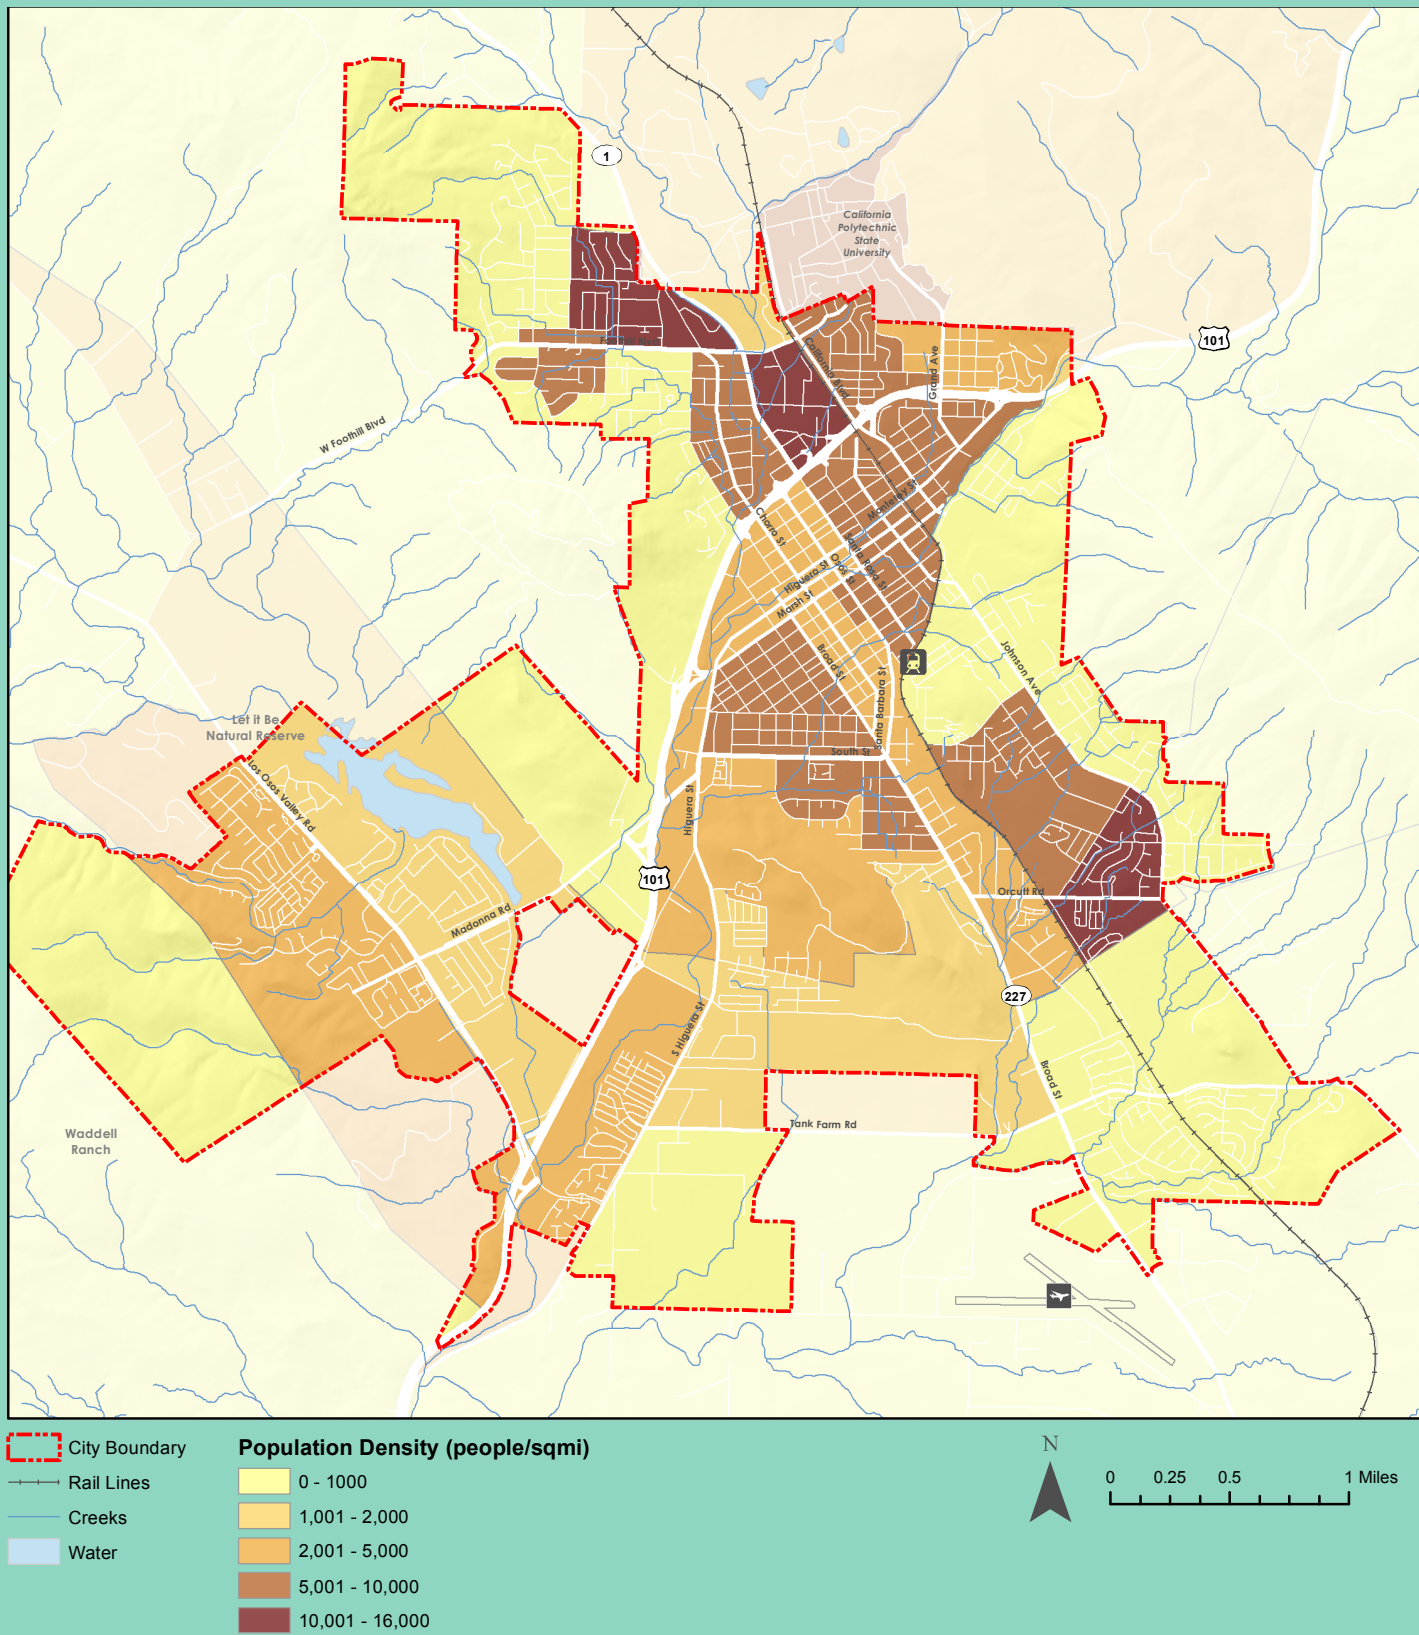 1
California
Polytechnic
State
University
101
Foothill Blvd
California Blvd
Grand Ave
W Foothill Blvd
Monterey St
Chorro St
Santa Rosa St
Osos St
Higuera St
Marsh St
Broad St
Johnson Ave
Santa Barbara St
Let it Be
Natural Reserve
South St
Los Osos Valley Rd
Higuera St
101
Orcutt Rd
Madonna Rd
227
S Higuera St
Broad St
Tank Farm Rd
Waddell
Ranch
City Boundary
Rail Lines
Creeks
Water
Population Density (people/sqmi)
0 - 1000
1,001 - 2,000
2,001 - 5,000
5,001 - 10,000
10,001 - 16,000
N
0 0.25 0.5 1 Miles